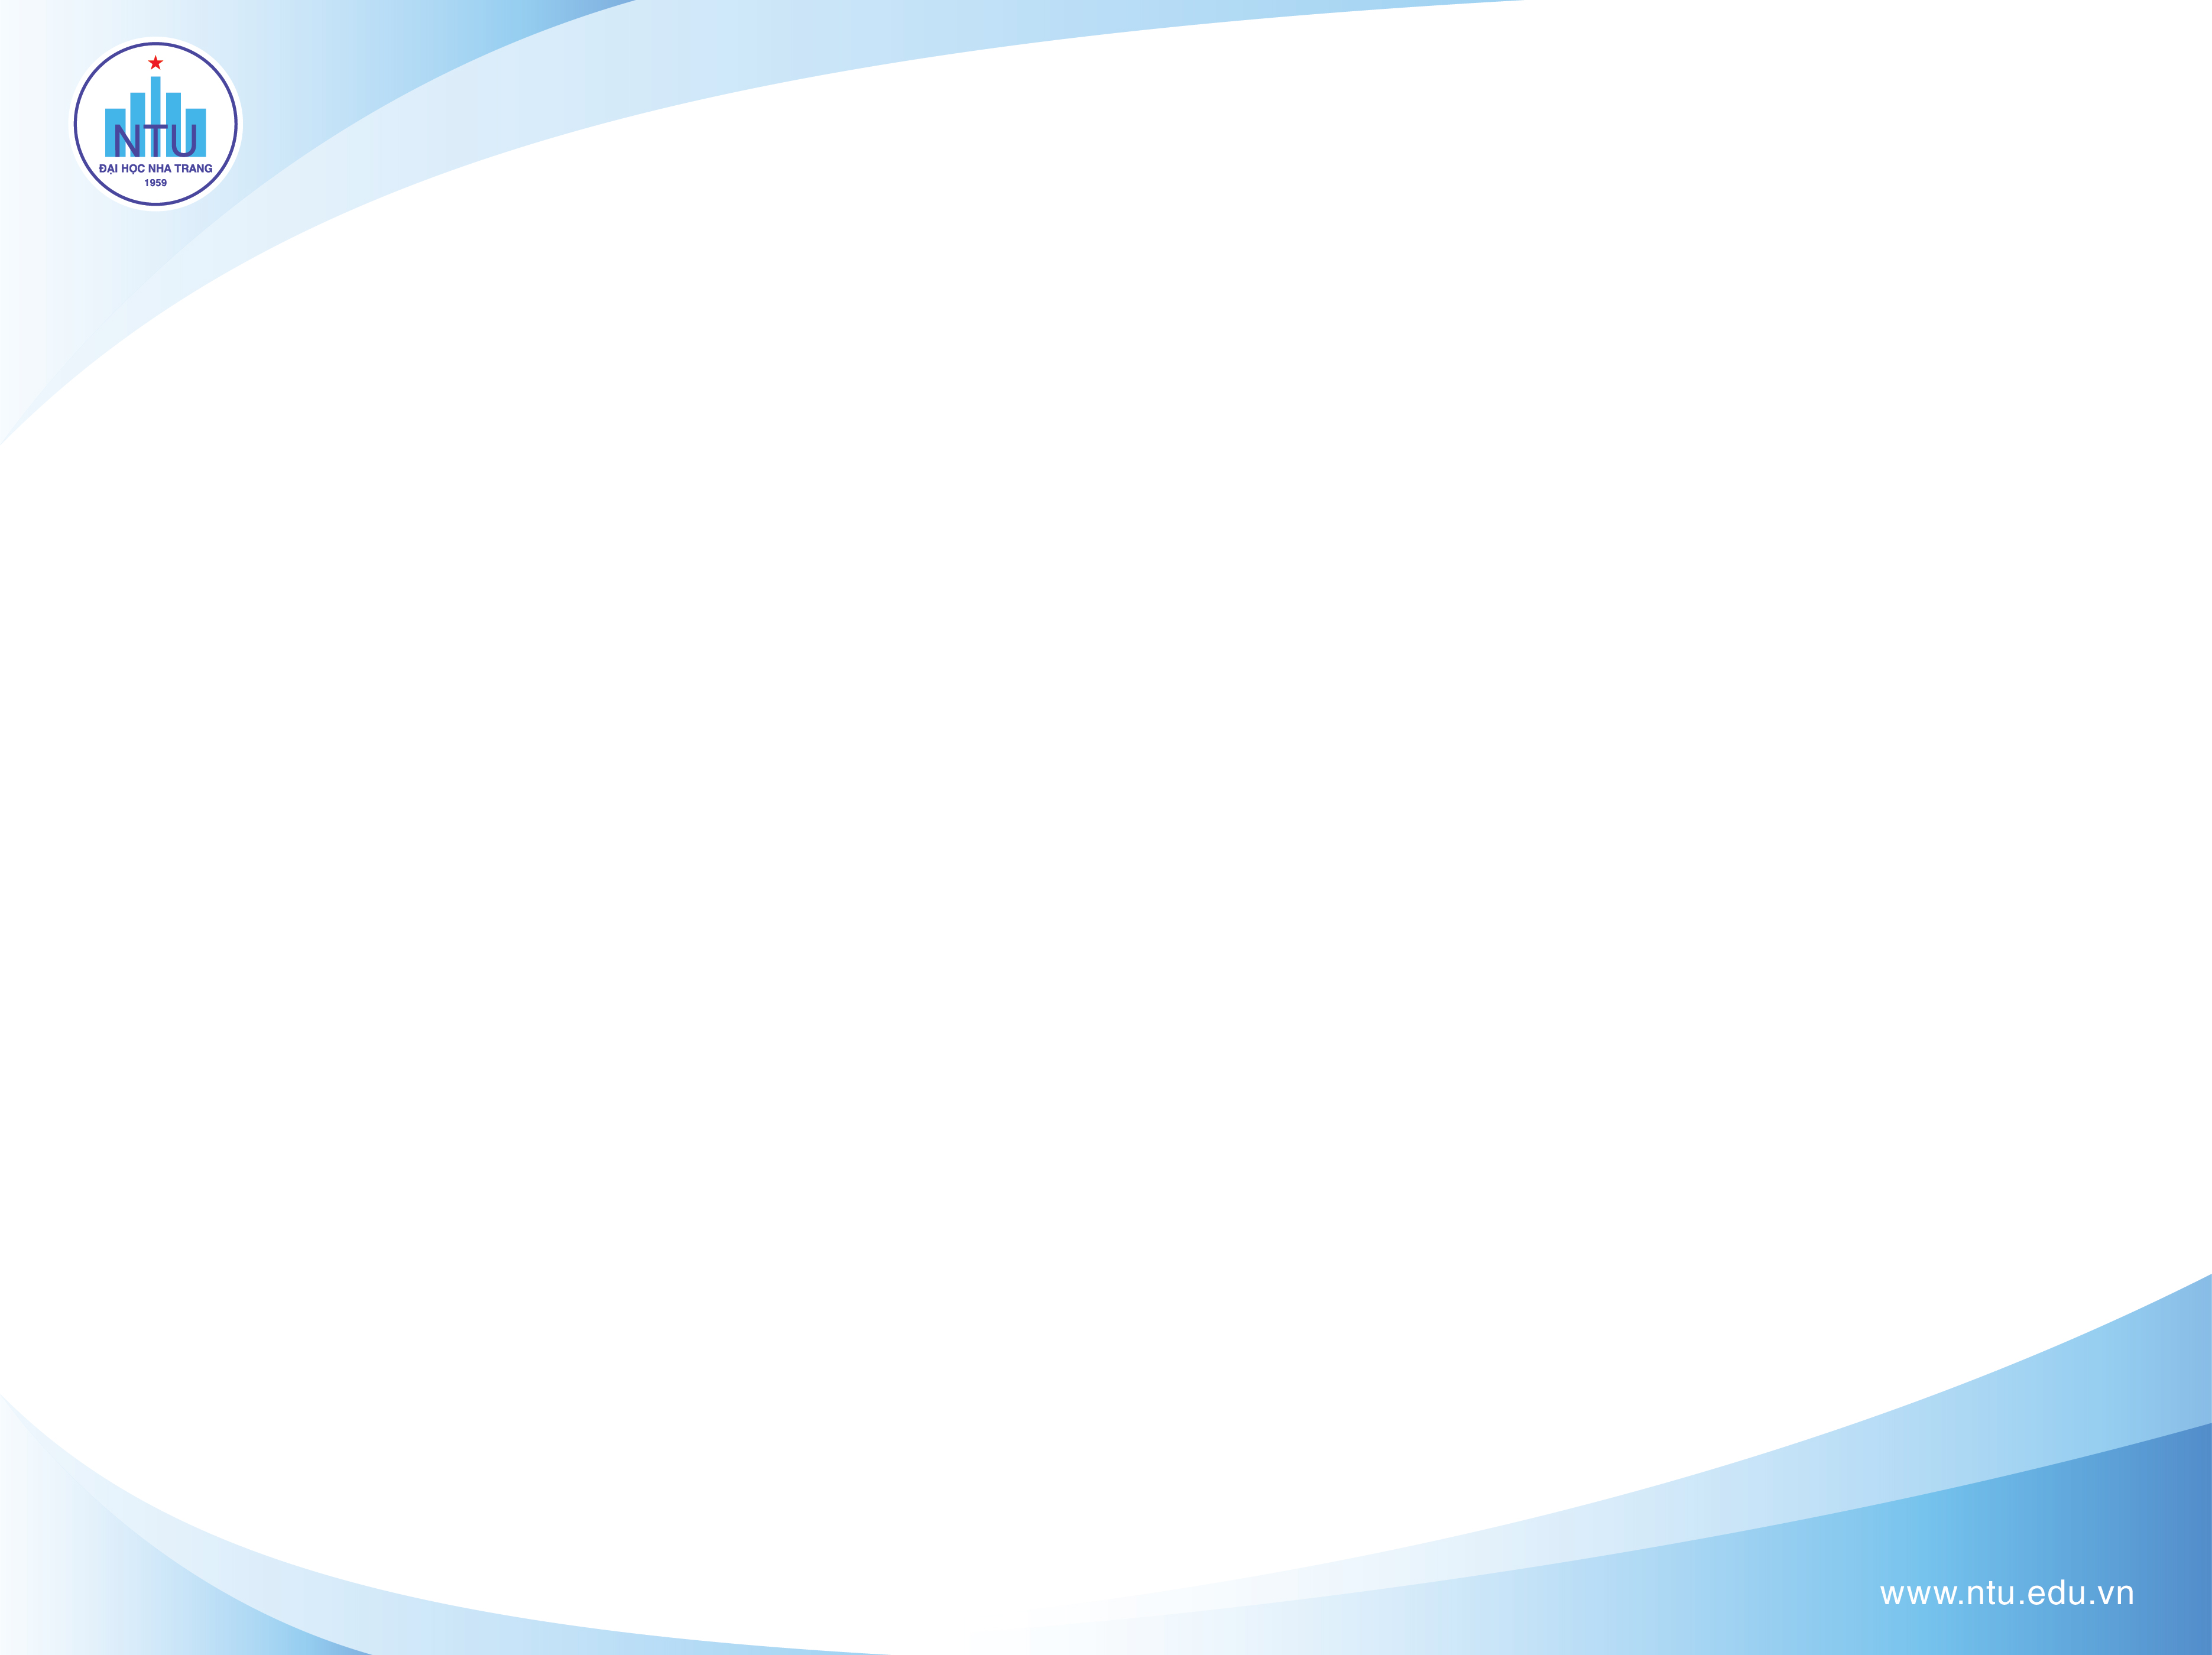 NTU
ĐẠI HỌC NHA TRANG
1959
www.ntu.edu.vn